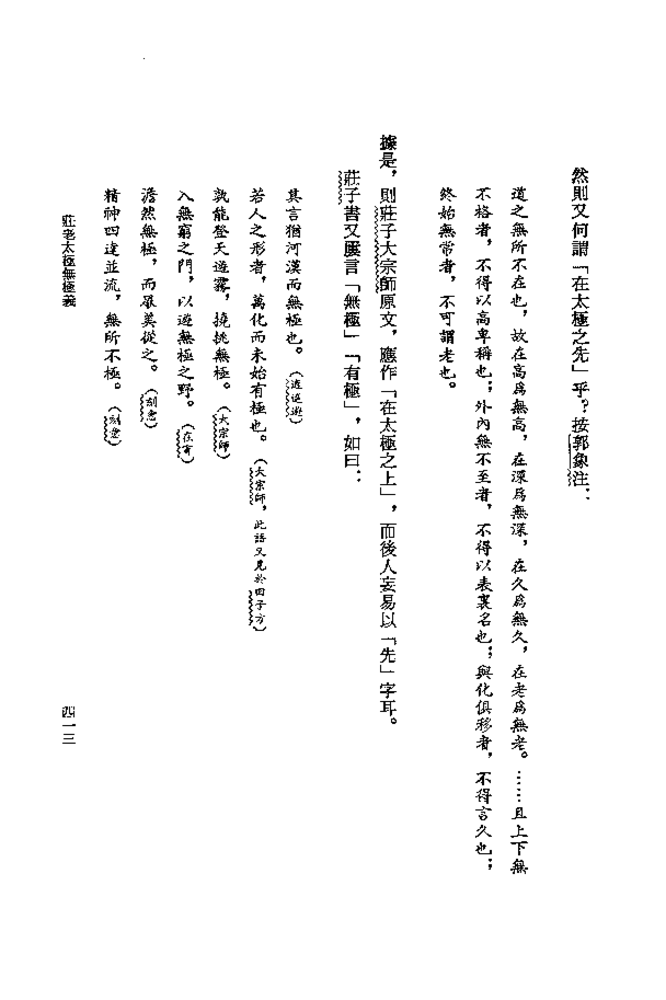 然則又何謂「在太極之先」乎？按郭象注：
道之無所不在也，故在高爲無高，在深爲無深，在久爲無久，在老爲無老。……且上下無
不格者，不得以高卑稱也；外內無不至者，不得以表裏名也；與化俱移者，不得言久也；
終始無常者，不可謂老也。
據是，則莊子大宗師原文，應作「在太極之上」，而後人妄易以「先」字耳。
莊子書又屢言「無極」「有極」，如曰：
其言猶河漢而無極也。（逍遙遊）
若人之形者，萬化而未始有極也。（大宗師，此語又見於田子方）
孰能登天遊霧，撓挑無極。（大宗師）
入無窮之門，以遊無極之野。（在宥）
澹然無極，而眾美從之。（刻意）
精神四達並流，無所不極。（刻意）
莊老太極無極義
四一三